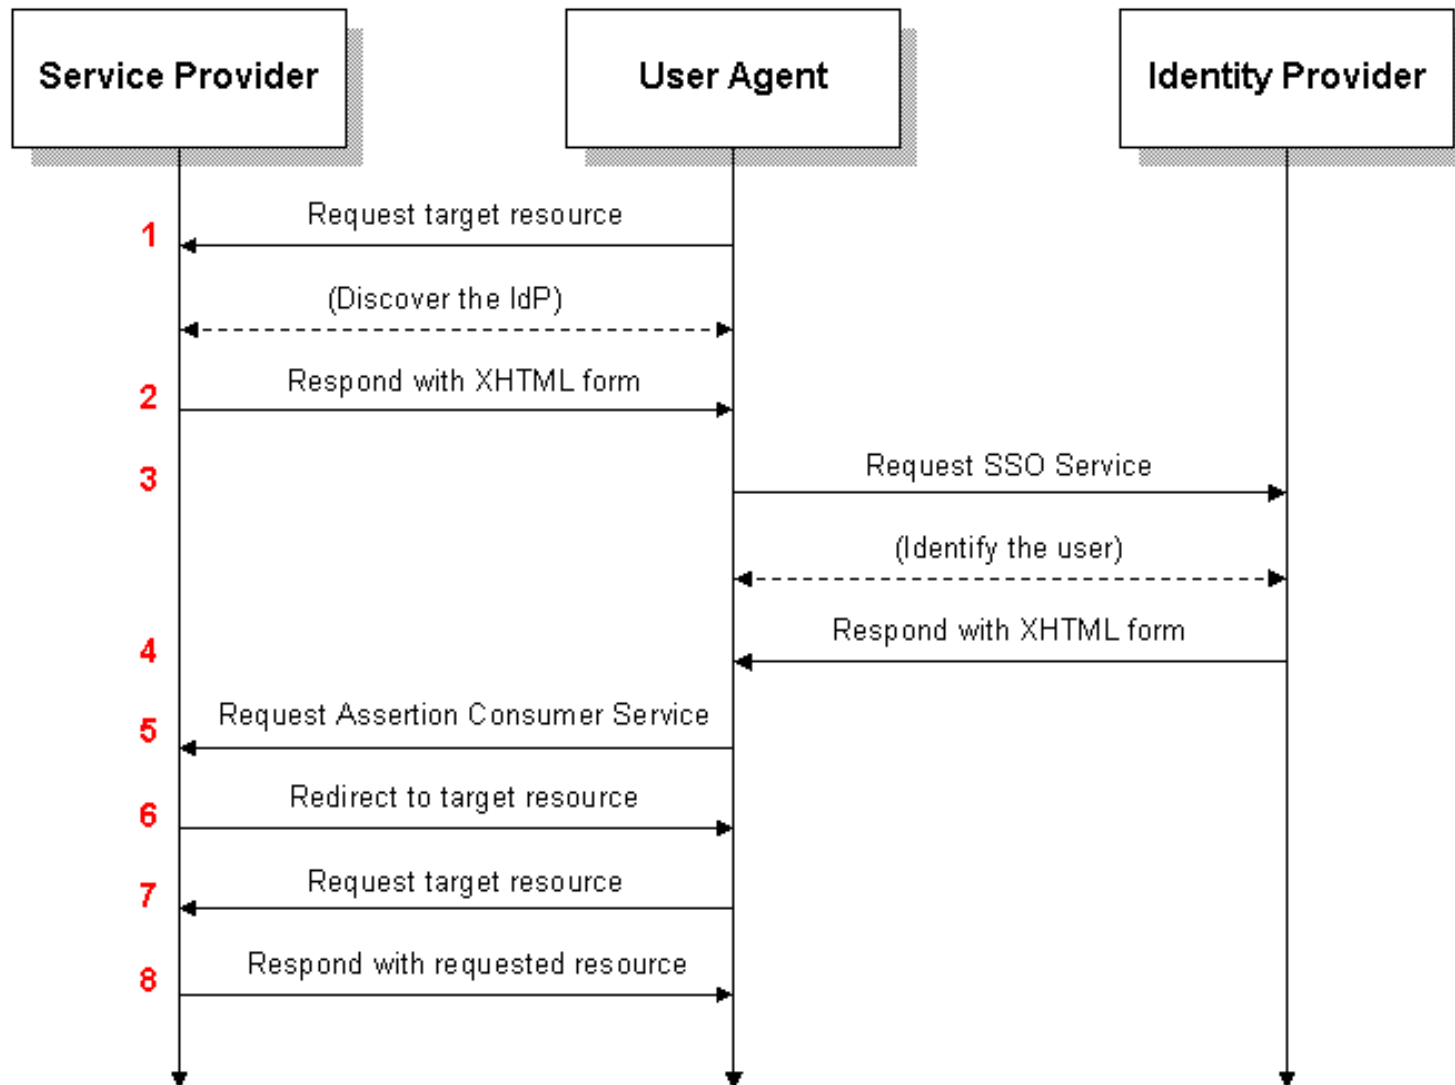 Service Provider
User Agent
Identity Provider
1
Request target resource
(Discover the IdP)
2
Respond with XHTML form
3
Request SSO Service
(Identify the user)
4
Respond with XHTML form
5
Request Assertion Consumer Service
6
Redirect to target resource
7
Request target resource
8
Respond with requested resource